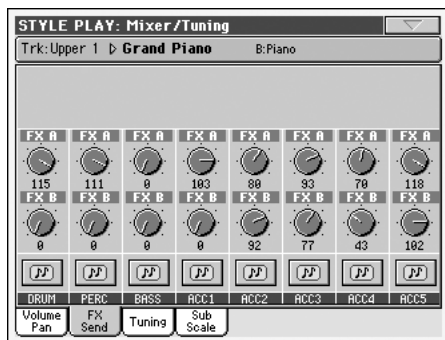 STYLE PLAY: Mixer/Tuning
Trk: Upper 1 ▷ Grand Piano B:Piano
FX A FX A FX A FX A FX A FX A FX A FX A
115 111 0 103 80 93 70 118
FX B FX B FX B FX B FX B FX B FX B FX B
0 0 0 0 92 77 43 102
DRUM PERC BASS ACC1 ACC2 ACC3 ACC4 ACC5
Volume Pan FX Send Tuning Sub Scale